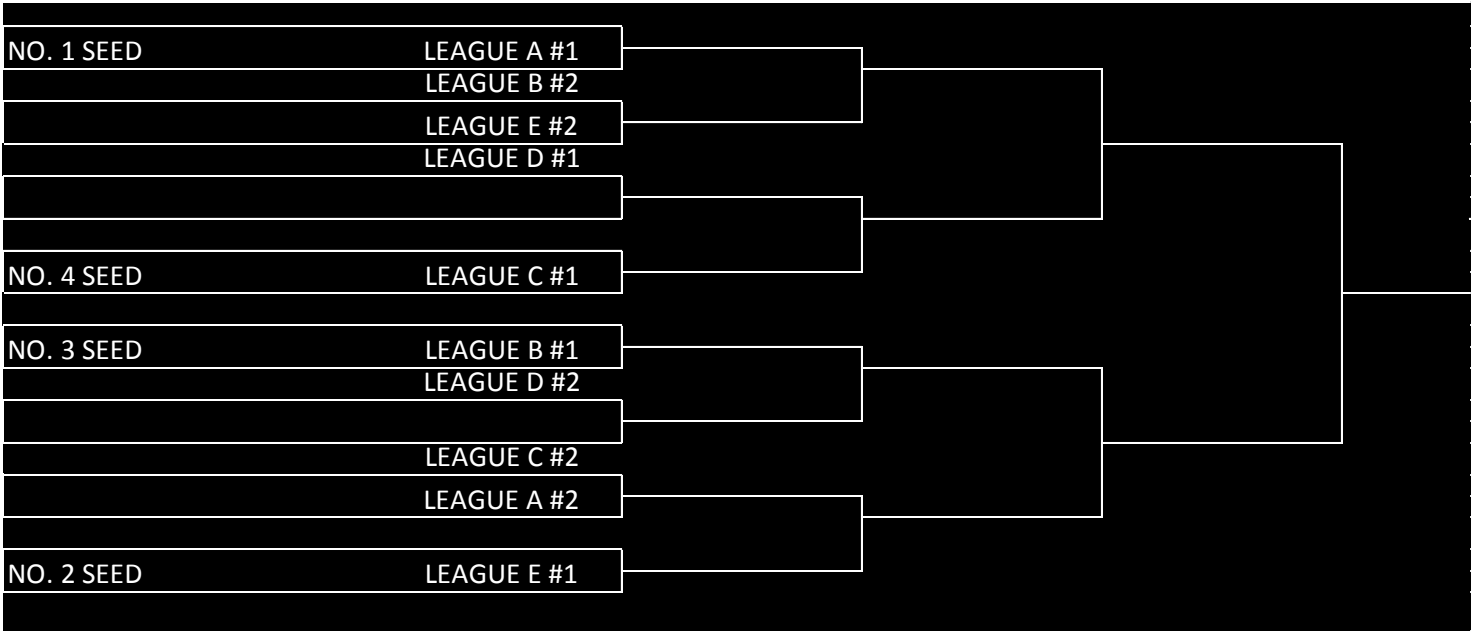 NO. 1 SEED LEAGUE A #1
LEAGUE B #2
LEAGUE E #2
LEAGUE D #1
NO. 4 SEED LEAGUE C #1
NO. 3 SEED LEAGUE B #1
LEAGUE D #2
LEAGUE C #2
LEAGUE A #2
NO. 2 SEED LEAGUE E #1